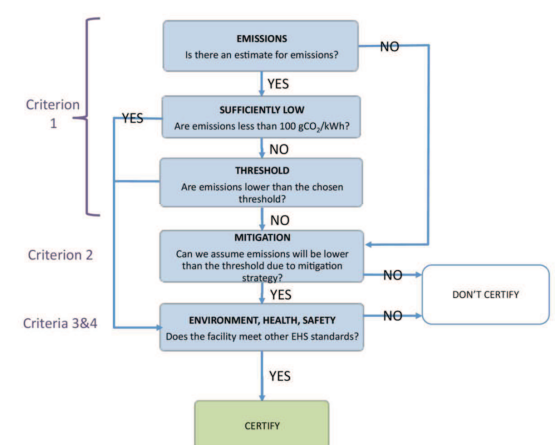 EMISSIONS
Is there an estimate for emissions?
NO
YES
Criterion
1
YES
SUFFICIENTLY LOW
Are emissions less than 100 gCO₂/kWh?
NO
THRESHOLD
Are emissions lower than the chosen
threshold?
NO
Criterion 2
MITIGATION
Can we assume emissions will be lower
than the threshold due to mitigation
strategy?
NO
YES
DON'T CERTIFY
Criteria 3&4
ENVIRONMENT, HEALTH, SAFETY
Does the facility meet other EHS standards?
NO
YES
CERTIFY